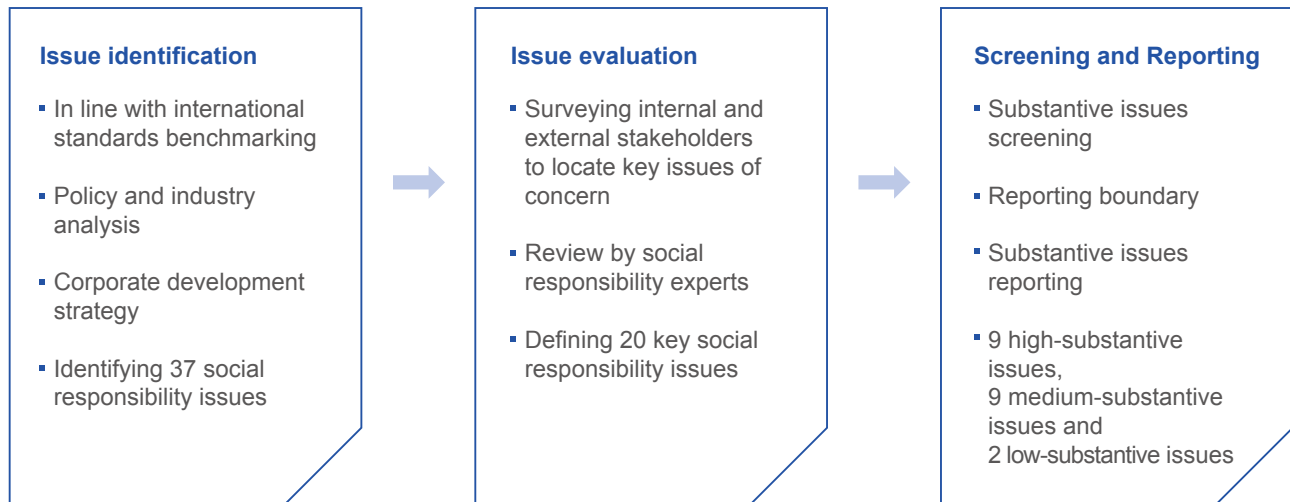 Issue identification
▪ In line with international
standards benchmarking
▪ Policy and industry
analysis
▪ Corporate development
strategy
▪ Identifying 37 social
responsibility issues
Issue evaluation
▪ Surveying internal and
external stakeholders
to locate key issues of
concern
▪ Review by social
responsibility experts
▪ Defining 20 key social
responsibility issues
Screening and Reporting
▪ Substantive issues
screening
▪ Reporting boundary
▪ Substantive issues
reporting
▪ 9 high-substantive
issues,
9 medium-substantive
issues and
2 low-substantive issues